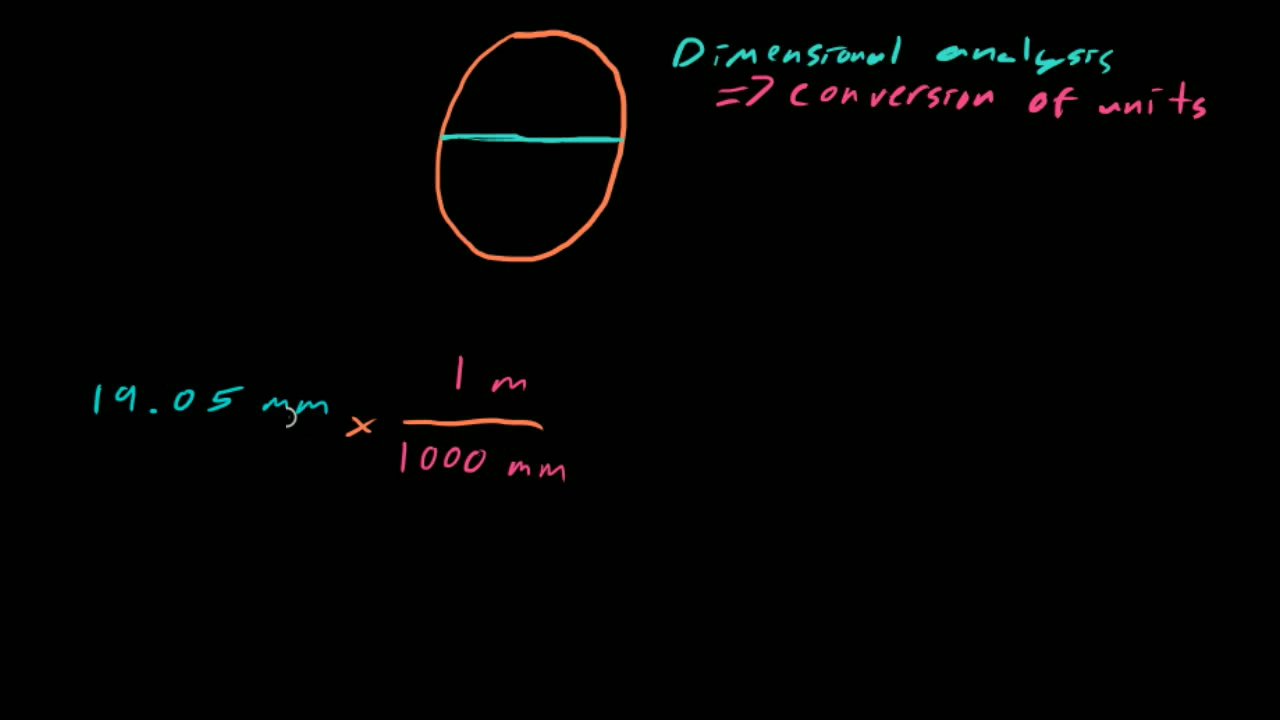 Dimensional analysis
=> conversion of units
1 m
19.05 mm x
1000 mm